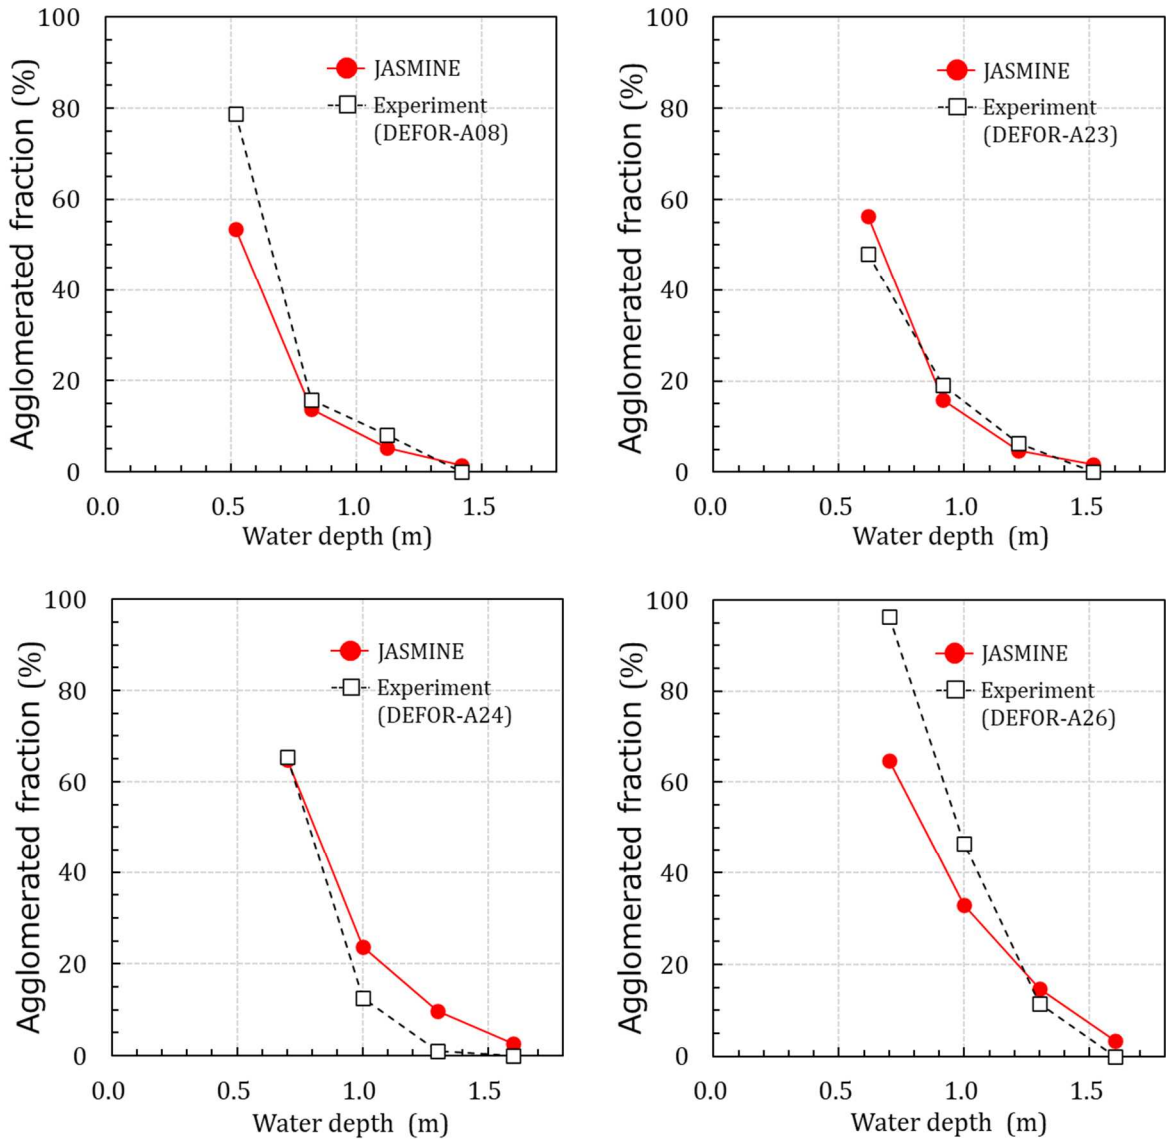 100
80
60
40
20
0
Agglomerated fraction (%)
JASMINE
Experiment
(DEFOR-A08)
0.0 0.5 1.0 1.5
Water depth (m)
100
80
60
40
20
0
Agglomerated fraction (%)
JASMINE
Experiment
(DEFOR-A23)
0.0 0.5 1.0 1.5
Water depth (m)
100
80
60
40
20
0
Agglomerated fraction (%)
JASMINE
Experiment
(DEFOR-A24)
0.0 0.5 1.0 1.5
Water depth (m)
100
80
60
40
20
0
Agglomerated fraction (%)
JASMINE
Experiment
(DEFOR-A26)
0.0 0.5 1.0 1.5
Water depth (m)